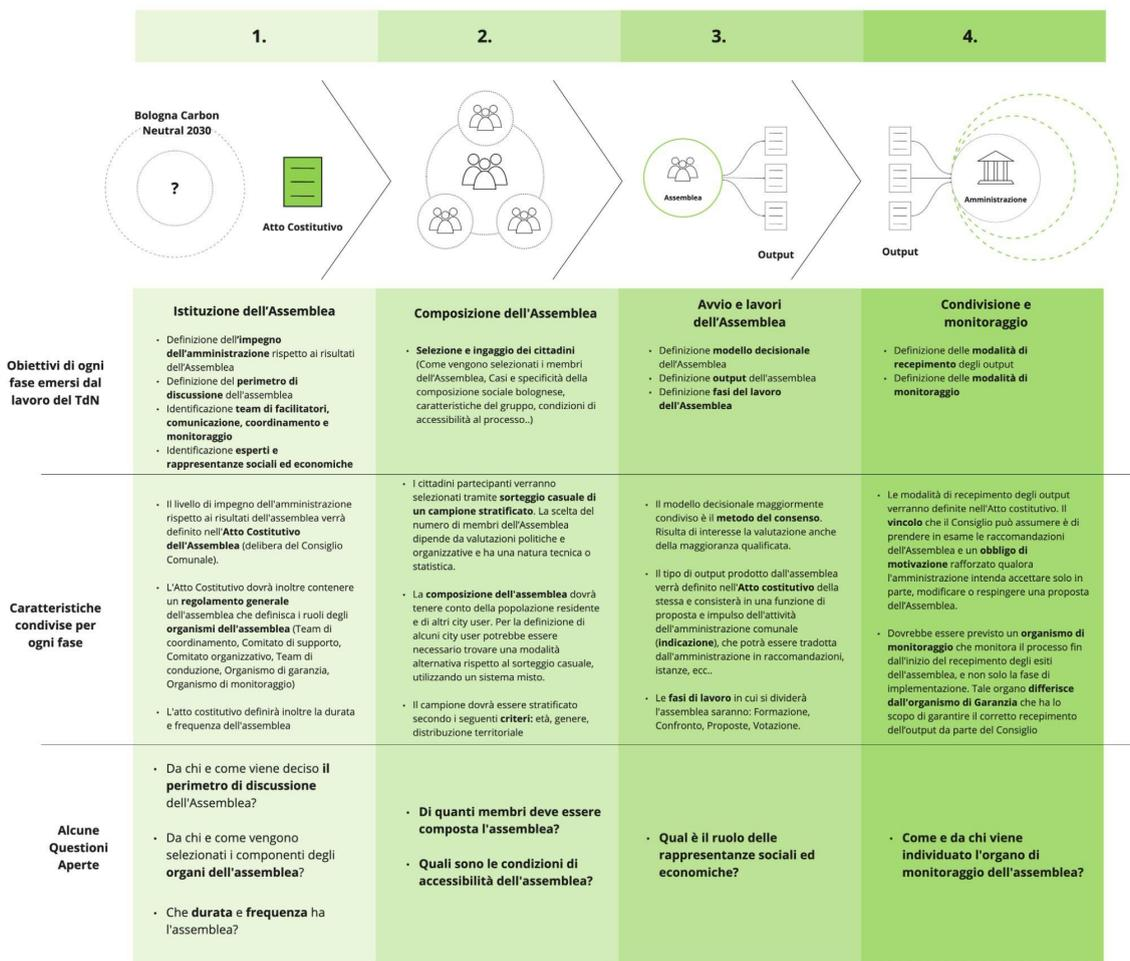 1.
2.
3.
4.
Bologna Carbon
Neutral 2030
?
Atto Costitutivo
Assemblea
Output
Output
Amministrazione
Istituzione dell'Assemblea
Composizione dell'Assemblea
Avvio e lavori
dell'Assemblea
Condivisione e
monitoraggio
Obiettivi di ogni
fase emersi dal
lavoro del TdN
• Definizione dell'impegno
dell'amministrazione rispetto ai risultati
dell'Assemblea
• Definizione del perimetro di
discussione dell'assemblea
• Identificazione team di facilitatori,
comunicazione, coordinamento e
monitoraggio
• Identificazione esperti e
rappresentanze sociali ed economiche
• Selezione e ingaggio dei cittadini
(Come vengono selezionati i membri
dell'Assemblea, Casi e specificità della
composizione sociale bolognese,
caratteristiche del gruppo, condizioni di
accessibilità al processo..)
• Definizione modello decisionale
dell'Assemblea
• Definizione output dell'assemblea
• Definizione fasi del lavoro
dell'Assemblea
• Definizione delle modalità di
recepimento degli output
• Definizione delle modalità di
monitoraggio
Caratteristiche
condivise per
ogni fase
• Il livello di impegno dell'amministrazione
rispetto ai risultati dell'assemblea verrà
definito nell'Atto Costitutivo
dell'Assemblea (delibera del Consiglio
Comunale).
• L'Atto Costitutivo dovrà inoltre contenere
un regolamento generale
dell'assemblea che definisca i ruoli degli
organismi dell'assemblea (Team di
coordinamento, Comitato di supporto,
Comitato organizzativo, Team di
conduzione, Organismo di garanzia,
Organismo di monitoraggio)
• L'atto costitutivo definirà inoltre la durata
e frequenza dell'assemblea
• I cittadini partecipanti verranno
selezionati tramite sorteggio casuale di
un campione stratificato. La scelta del
numero di membri dell'Assemblea
dipende da valutazioni politiche e
organizzative e ha una natura tecnica o
statistica.
• La composizione dell'assemblea dovrà
tenere conto della popolazione residente
e di altri city user. Per la definizione di
alcuni city user potrebbe essere
necessario trovare una modalità
alternativa rispetto al sorteggio casuale,
utilizzando un sistema misto.
• Il campione dovrà essere stratificato
secondo i seguenti criteri: età, genere,
distribuzione territoriale
• Il modello decisionale maggiormente
condiviso è il metodo del consenso.
Risulta di interesse la valutazione anche
della maggioranza qualificata.
• Il tipo di output prodotto dall'assemblea
verrà definito nell'Atto costitutivo della
stessa e consisterà in una funzione di
proposta e impulso dell'attività
dell'amministrazione comunale
(indicazione), che potrà essere tradotta
dall'amministrazione in raccomandazioni,
istanze, ecc..
• Le fasi di lavoro in cui si dividerà
l'assemblea saranno: Formazione,
Confronto, Proposte, Votazione.
• Le modalità di recepimento degli output
verranno definite nell'Atto costitutivo. Il
vincolo che il Consiglio può assumere è di
prendere in esame le raccomandazioni
dell'Assemblea e un obbligo di
motivazione rafforzato qualora
l'amministrazione intenda accettare solo in
parte, modificare o respingere una proposta
dell'Assemblea.
• Dovrebbe essere previsto un organismo di
monitoraggio che monitora il processo fin
dall'inizio del recepimento degli esiti
dell'assemblea, e non solo la fase di
implementazione. Tale organo differisce
dall'organismo di Garanzia che ha lo
scopo di garantire il corretto recepimento
dell'output da parte del Consiglio
Alcune
Questioni
Aperte
• Da chi e come viene deciso il
perimetro di discussione
dell'Assemblea?
• Da chi e come vengono
selezionati i componenti degli
organi dell'assemblea?
• Che durata e frequenza ha
l'assemblea?
• Di quanti membri deve essere
composta l'assemblea?
• Quali sono le condizioni di
accessibilità dell'assemblea?
• Qual è il ruolo delle
rappresentanze sociali ed
economiche?
• Come e da chi viene
individuato l'organo di
monitoraggio dell'assemblea?